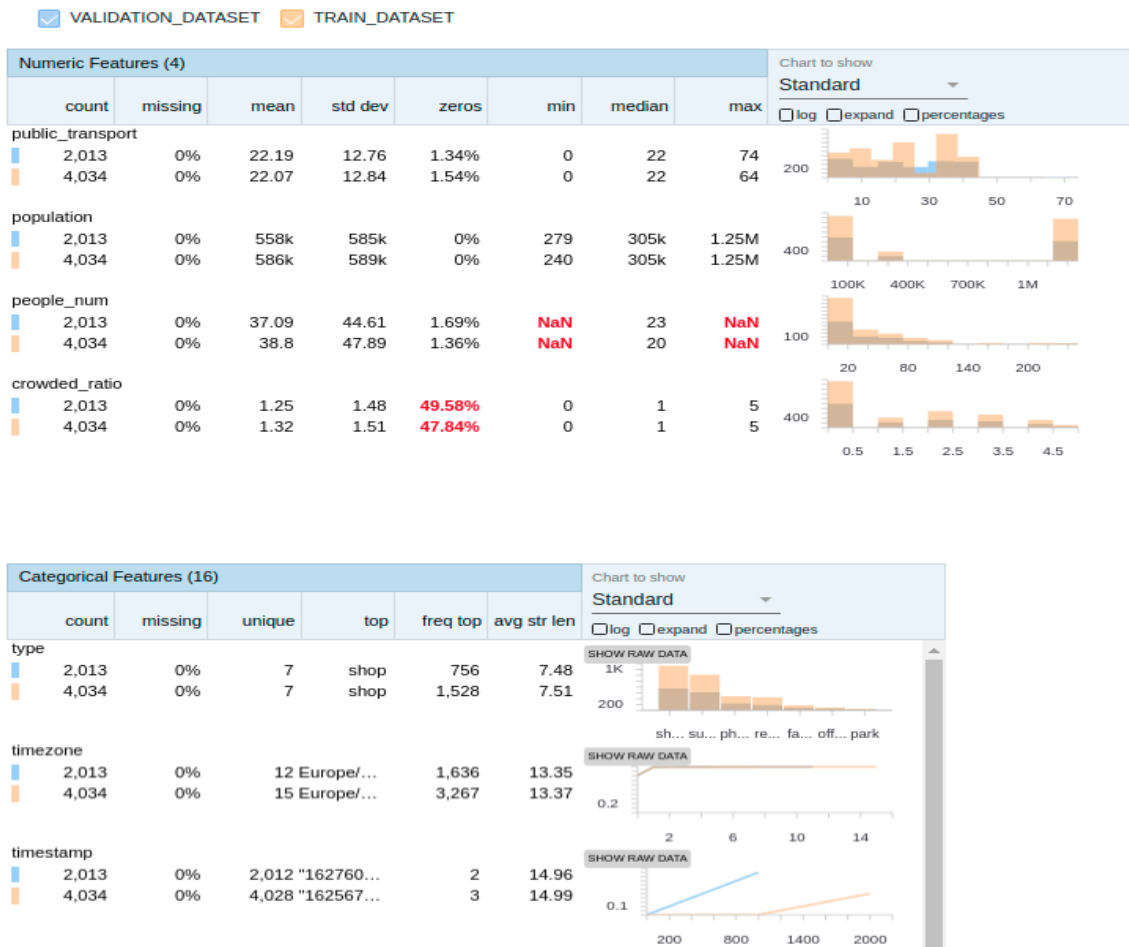 VALIDATION_DATASET TRAIN_DATASET
Numeric Features (4)
Chart to show
Standard
count missing mean std dev zeros min median max
log expand percentages
public_transport
2,013 0% 22.19 12.76 1.34% 0 22 74
4,034 0% 22.07 12.84 1.54% 0 22 64
200
10 30 50 70
population
2,013 0% 558k 585k 0% 279 305k 1.25M
4,034 0% 586k 589k 0% 240 305k 1.25M
400
100K 400K 700K 1M
people_num
2,013 0% 37.09 44.61 1.69% NaN 23 NaN
4,034 0% 38.8 47.89 1.36% NaN 20 NaN
100
20 80 140 200
crowded_ratio
2,013 0% 1.25 1.48 49.58% 0 1 5
4,034 0% 1.32 1.51 47.84% 0 1 5
400
0.5 1.5 2.5 3.5 4.5
Categorical Features (16)
Chart to show
Standard
count missing unique top freq top avg str len
log expand percentages
type
SHOW RAW DATA
2,013 0% 7 shop 756 7.48
4,034 0% 7 shop 1,528 7.51
1K
200
sh... su... ph... re... fa... off... park
timezone
SHOW RAW DATA
2,013 0% 12 Europe/... 1,636 13.35
4,034 0% 15 Europe/... 3,267 13.37
0.2
2 6 10 14
timestamp
SHOW RAW DATA
2,013 0% 2,012 "162760... 2 14.96
4,034 0% 4,028 "162567... 3 14.99
0.1
200 800 1400 2000